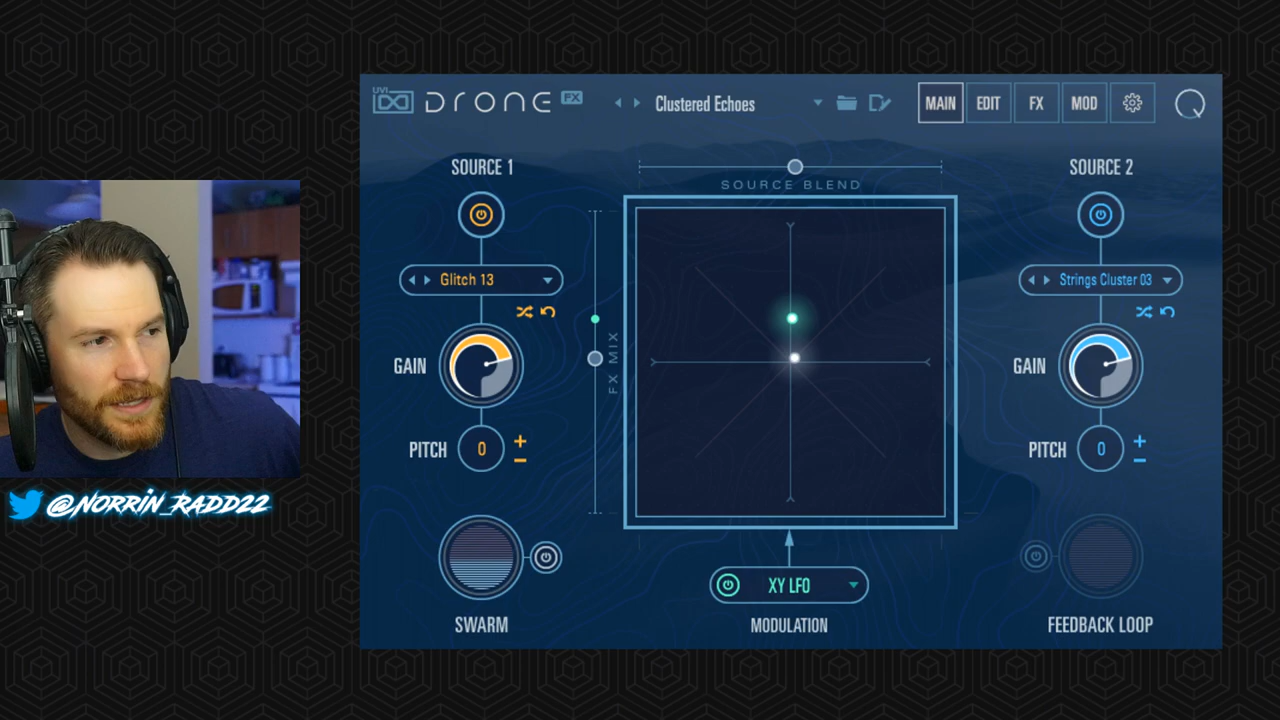 UVI DRONE FX
Clustered Echoes
MAIN EDIT FX MOD
SOURCE 1
SOURCE 2
SOURCE BLEND
Glitch 13
Strings Cluster 03
FX MIX
GAIN
GAIN
PITCH 0 + -
PITCH 0 + -
@NORRIN_RADD22
XY LFO
SWARM
MODULATION
FEEDBACK LOOP